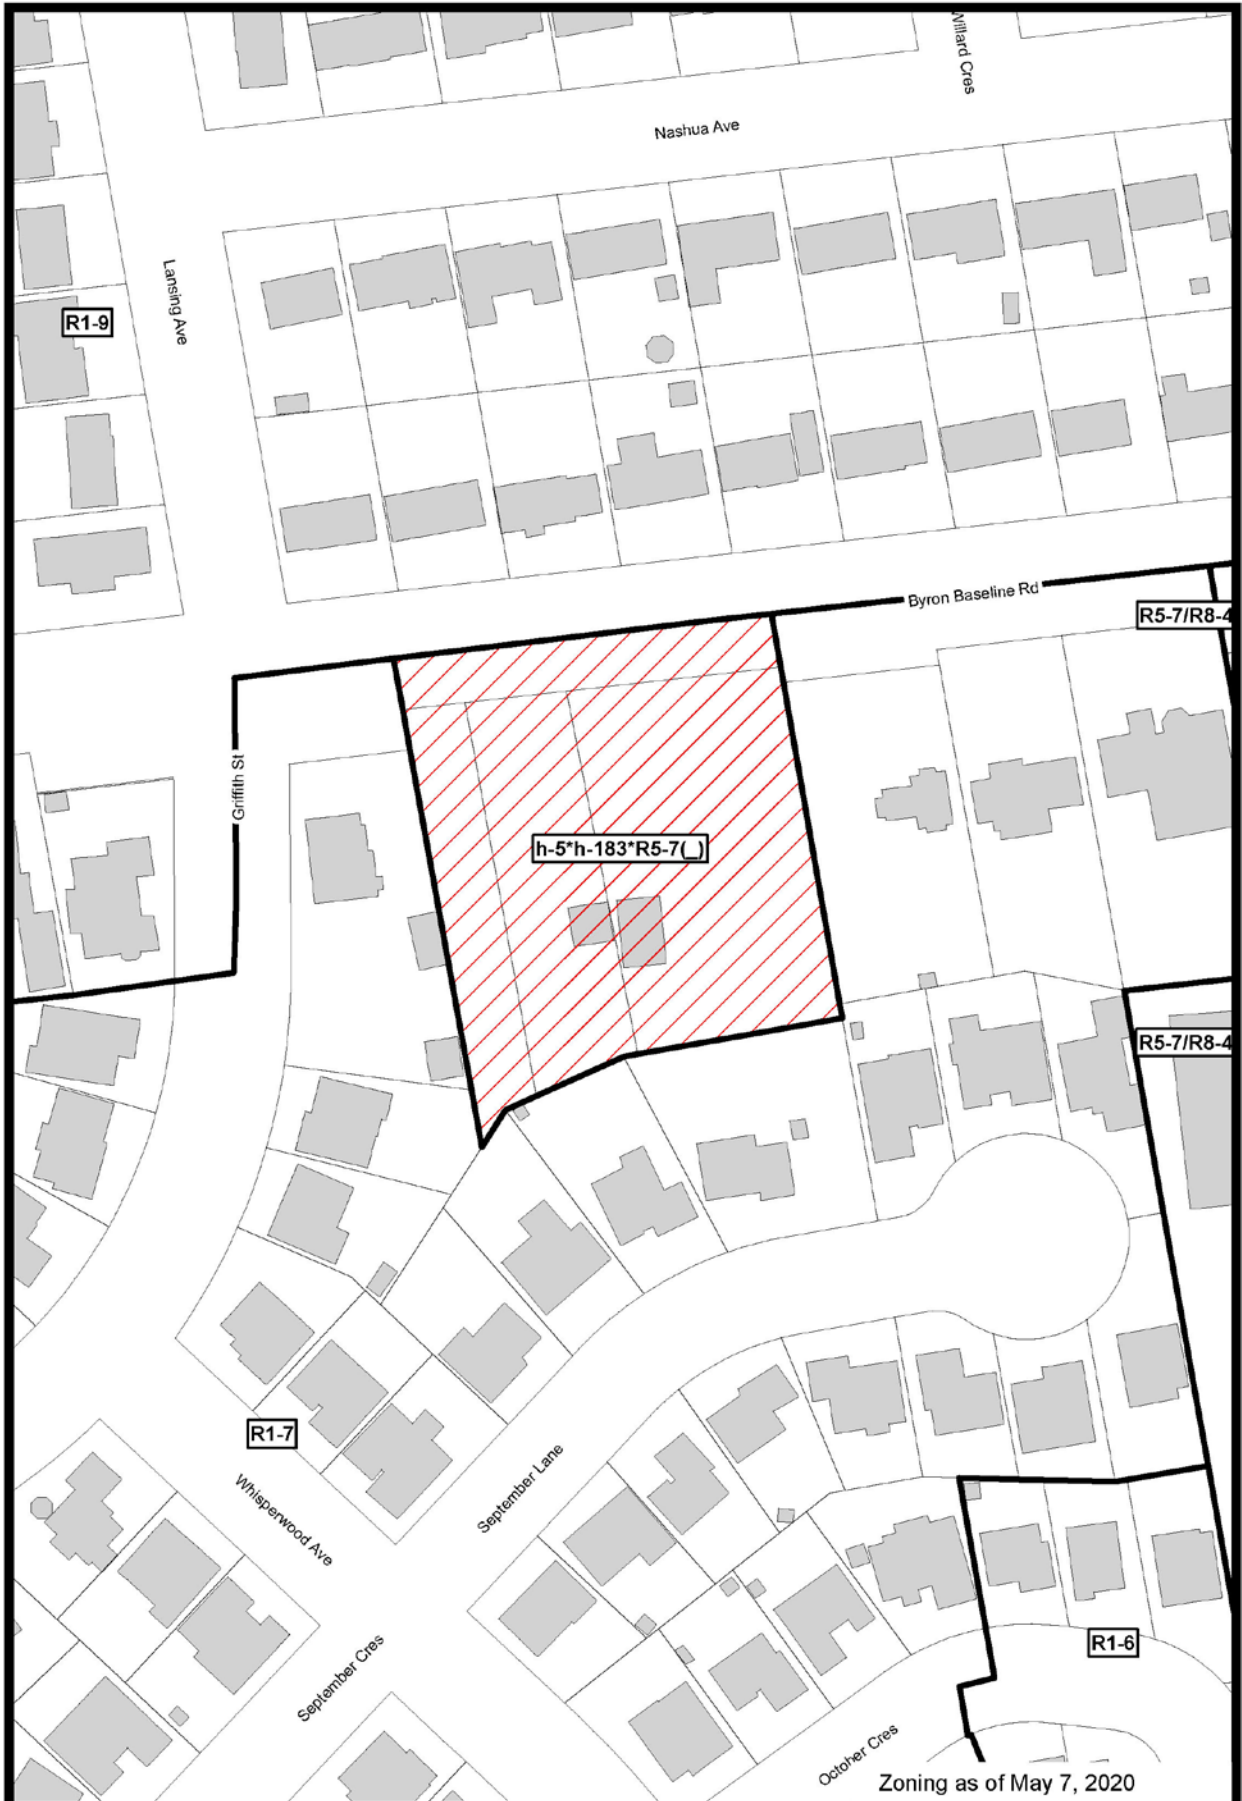 Willard Cres
Nashua Ave
Lansing Ave
R1-9
Byron Baseline Rd
R5-7/R8-4
Griffith St
h-5*h-183*R5-7(_)
R5-7/R8-4
R1-7
Whisperwood Ave
September Lane
September Cres
R1-6
October Cres
Zoning as of May 7, 2020